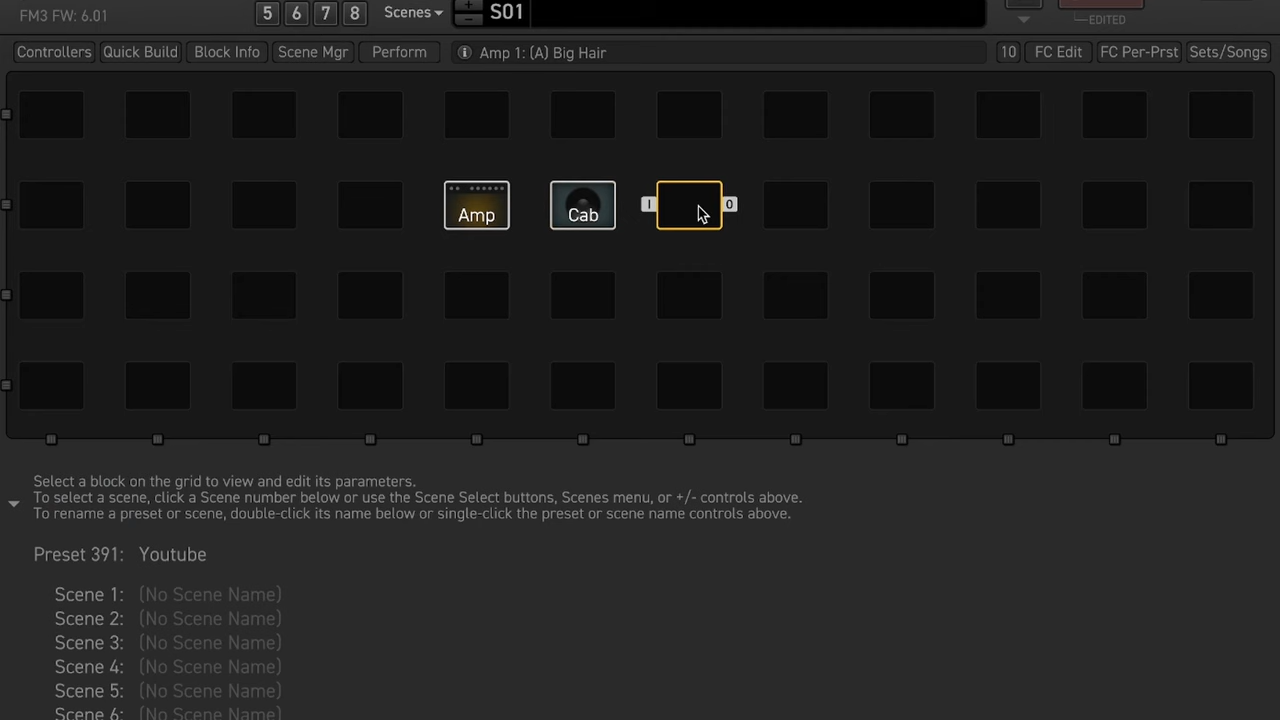 FM3 FW: 6.01
5 6 7 8 Scenes S01
EDITED
Controllers Quick Build Block Info Scene Mgr Perform Amp 1: (A) Big Hair 10 FC Edit FC Per-Prst Sets/Songs
Amp Cab I O
Select a block on the grid to view and edit its parameters.
To select a scene, click a Scene number below or use the Scene Select buttons, Scenes menu, or +/- controls above.
To rename a preset or scene, double-click its name below or single-click the preset or scene name controls above.
Preset 391: Youtube
Scene 1: (No Scene Name)
Scene 2: (No Scene Name)
Scene 3: (No Scene Name)
Scene 4: (No Scene Name)
Scene 5: (No Scene Name)
Scene 6: (No Scene Name)